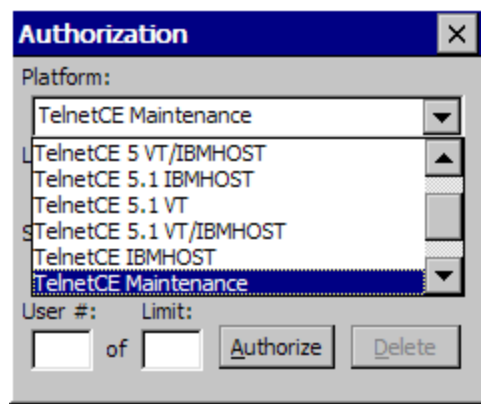 Authorization
Platform:
TelnetCE Maintenance
TelnetCE 5 VT/IBMHOST
TelnetCE 5.1 IBMHOST
TelnetCE 5.1 VT
TelnetCE 5.1 VT/IBMHOST
TelnetCE IBMHOST
TelnetCE Maintenance
User #: Limit:
of Authorize Delete